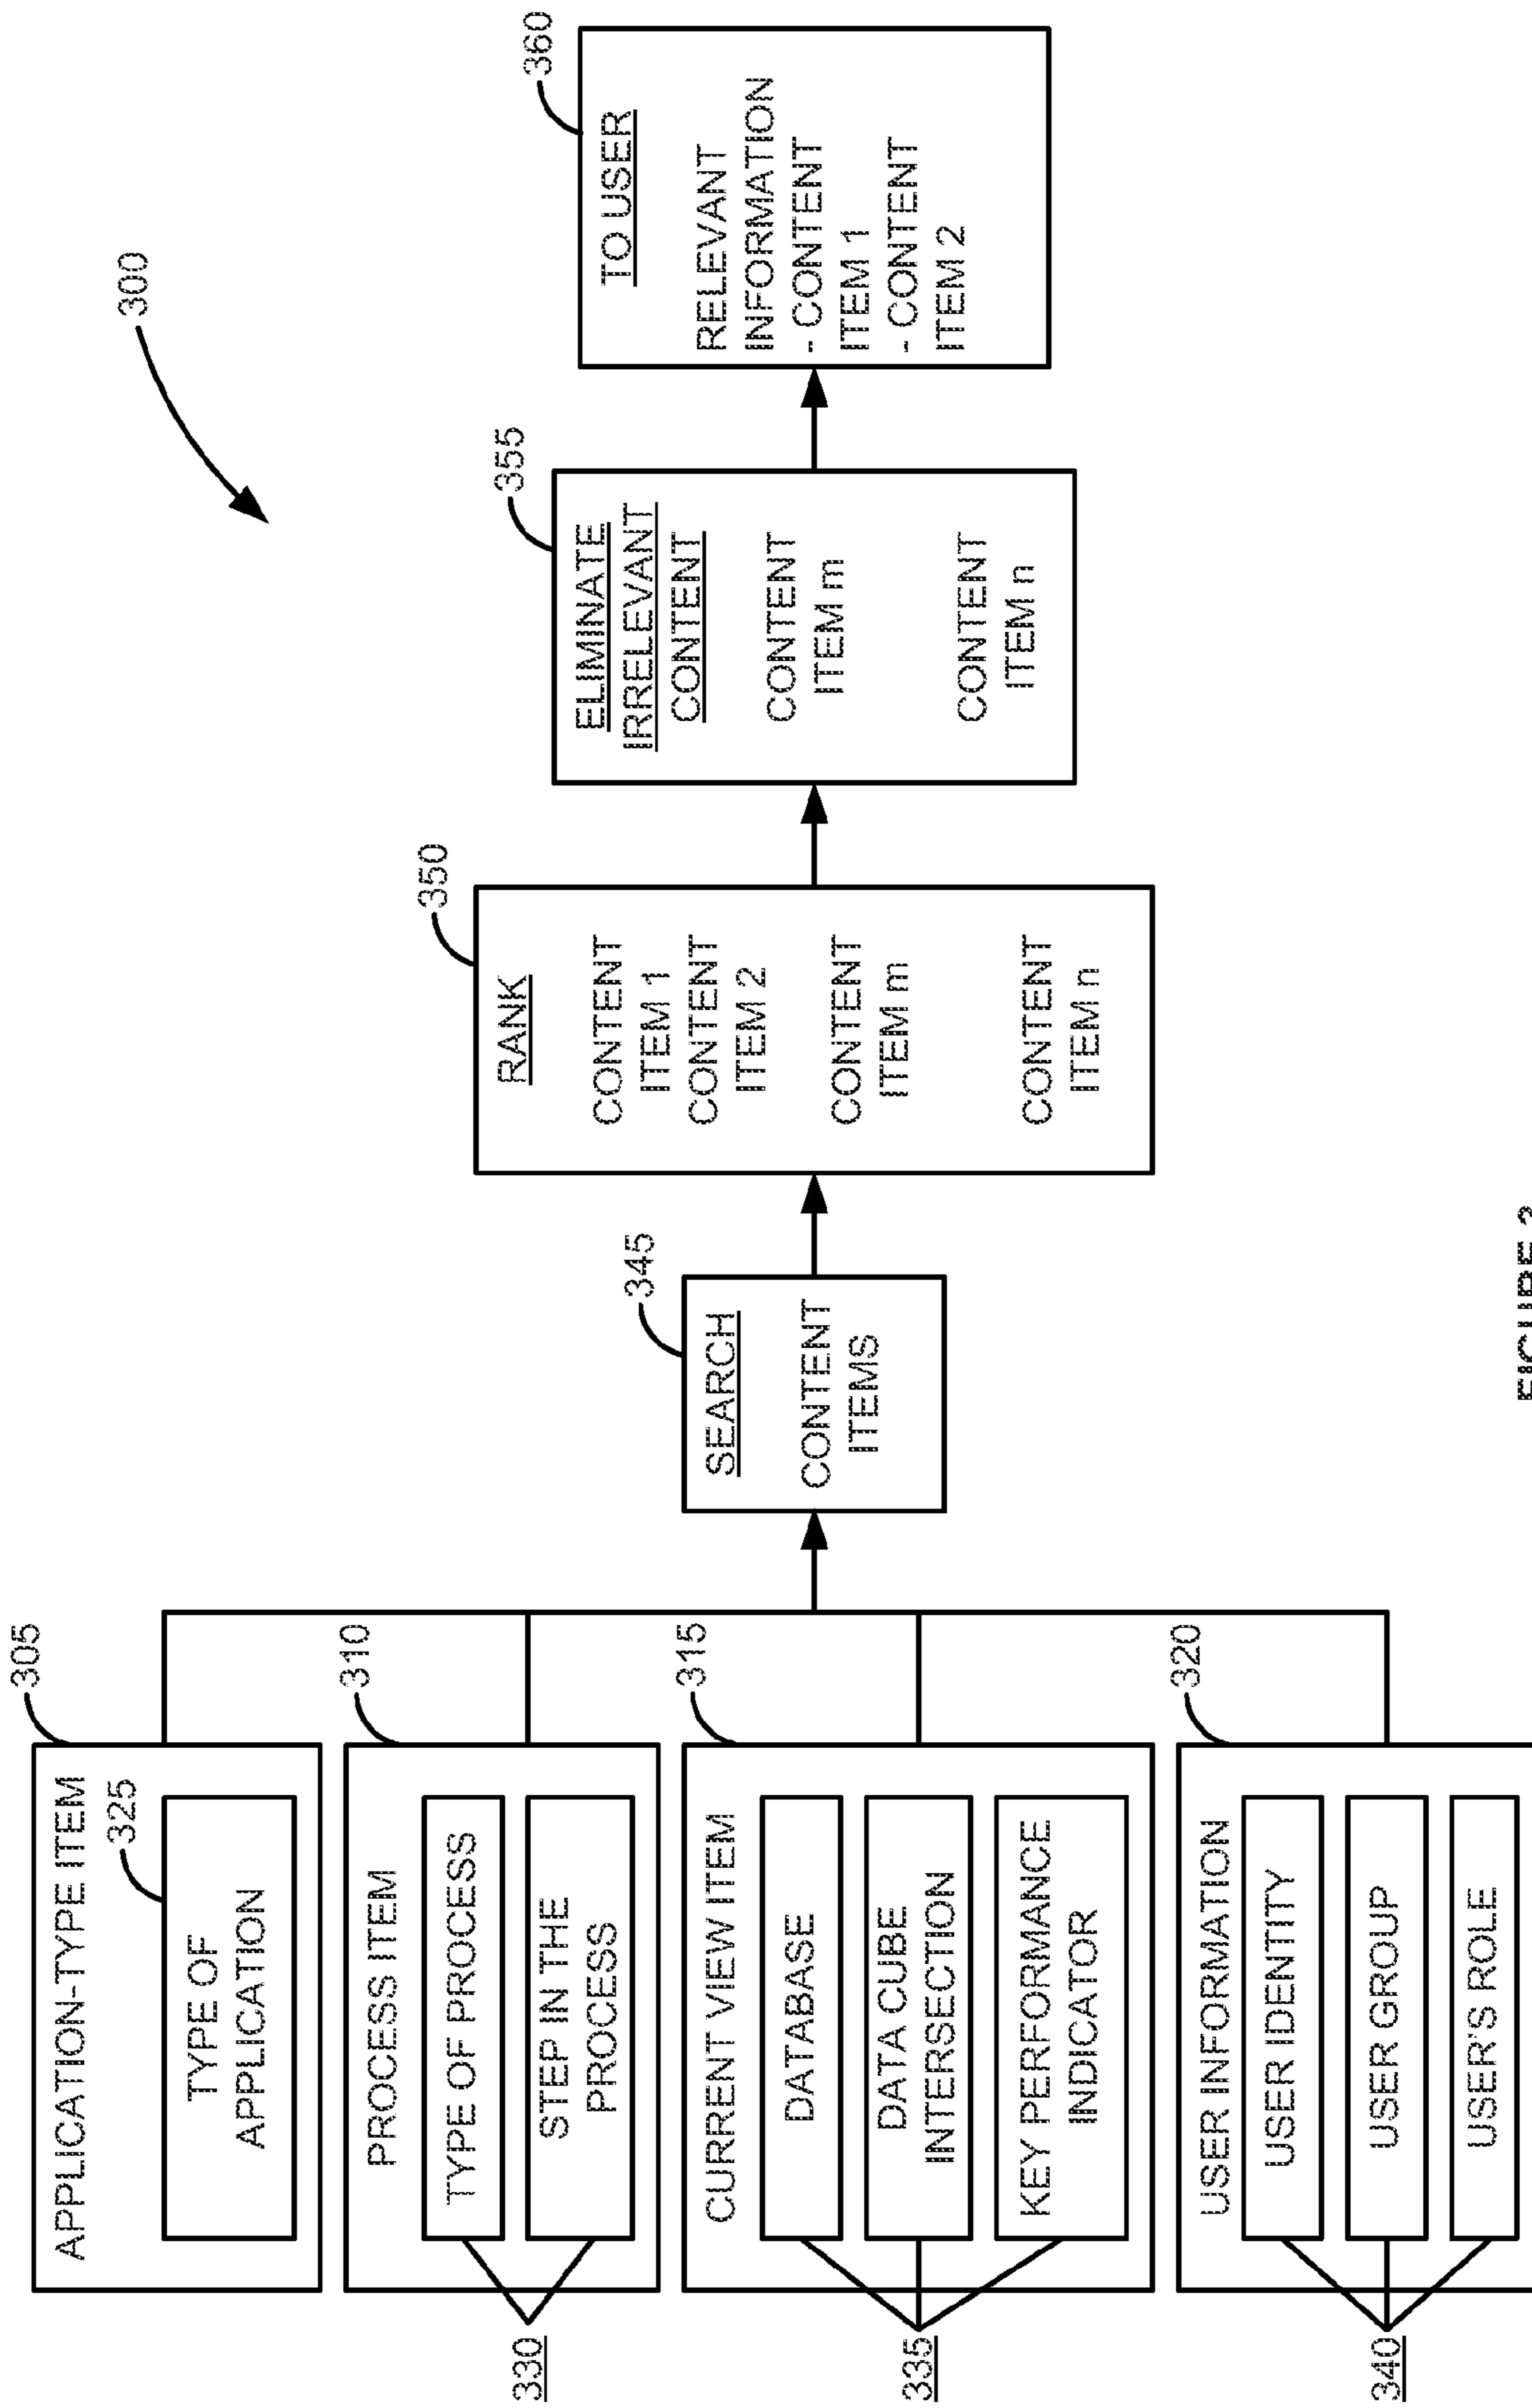 300
305
APPLICATION-TYPE ITEM
325
TYPE OF
APPLICATION
310
PROCESS ITEM
TYPE OF PROCESS
STEP IN THE
PROCESS
330
315
CURRENT VIEW ITEM
DATABASE
DATA CUBE
INTERSECTION
KEY PERFORMANCE
INDICATOR
335
320
USER INFORMATION
USER IDENTITY
USER GROUP
USER'S ROLE
340
345
SEARCH
CONTENT
ITEMS
350
RANK
CONTENT
ITEM 1
CONTENT
ITEM 2
CONTENT
ITEM m
CONTENT
ITEM n
355
ELIMINATE
IRRELEVANT
CONTENT
CONTENT
ITEM m
CONTENT
ITEM n
360
TO USER
RELEVANT
INFORMATION
- CONTENT
ITEM 1
- CONTENT
ITEM 2
FIGURE